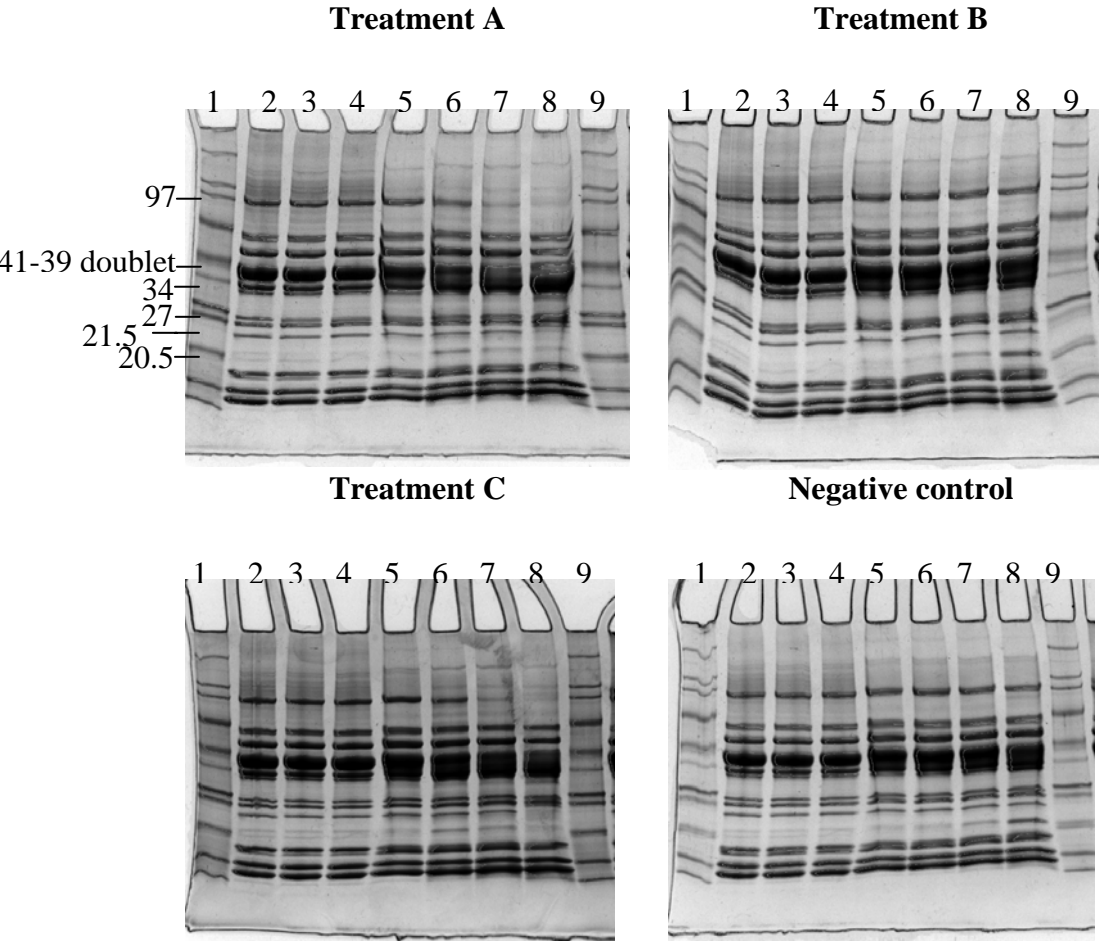 Treatment A Treatment B
1 2 3 4 5 6 7 8 9 1 2 3 4 5 6 7 8 9
97
41-39 doublet
34
27
21.5
20.5
Treatment C Negative control
1 2 3 4 5 6 7 8 9 1 2 3 4 5 6 7 8 9